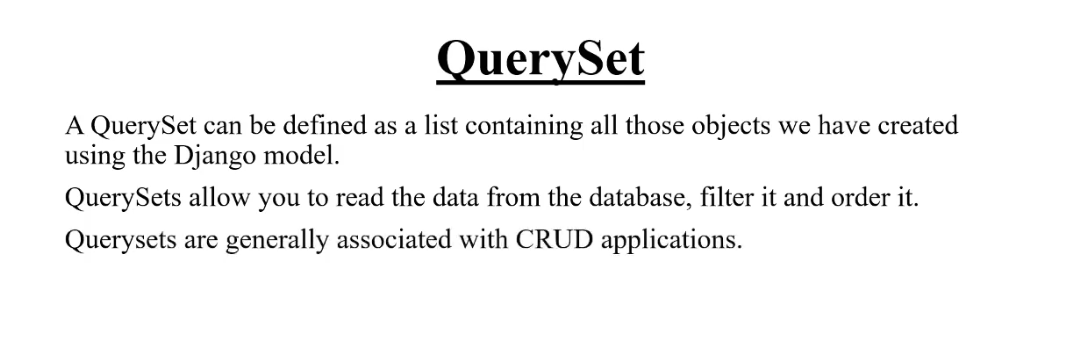 QuerySet
A QuerySet can be defined as a list containing all those objects we have created
using the Django model.
QuerySets allow you to read the data from the database, filter it and order it.
Querysets are generally associated with CRUD applications.